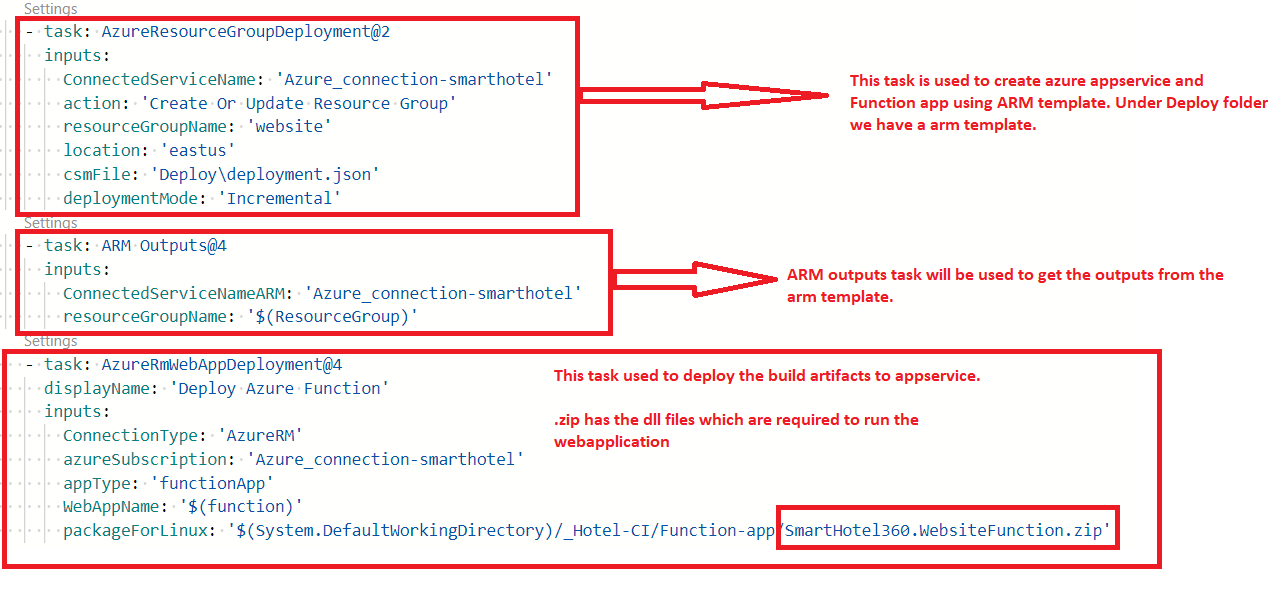 Settings
- task: AzureResourceGroupDeployment@2
inputs:
ConnectedServiceName: 'Azure_connection-smarthotel'
action: 'Create Or Update Resource Group'
resourceGroupName: 'website'
location: 'eastus'
csmFile: 'Deploy\deployment.json'
deploymentMode: 'Incremental'
This task is used to create azure appservice and
Function app using ARM template. Under Deploy folder
we have a arm template.
Settings
- task: ARM Outputs@4
inputs:
ConnectedServiceNameARM: 'Azure_connection-smarthotel'
resourceGroupName: '$(ResourceGroup)'
ARM outputs task will be used to get the outputs from the
arm template.
Settings
- task: AzureRmWebAppDeployment@4
displayName: 'Deploy Azure Function'
inputs:
ConnectionType: 'AzureRM'
azureSubscription: 'Azure_connection-smarthotel'
appType: 'functionApp'
WebAppName: '$(function)'
packageForLinux: '$(System.DefaultWorkingDirectory)/_Hotel-CI/Function-app/SmartHotel360.WebsiteFunction.zip'
This task used to deploy the build artifacts to appservice.
.zip has the dll files which are required to run the
webapplication